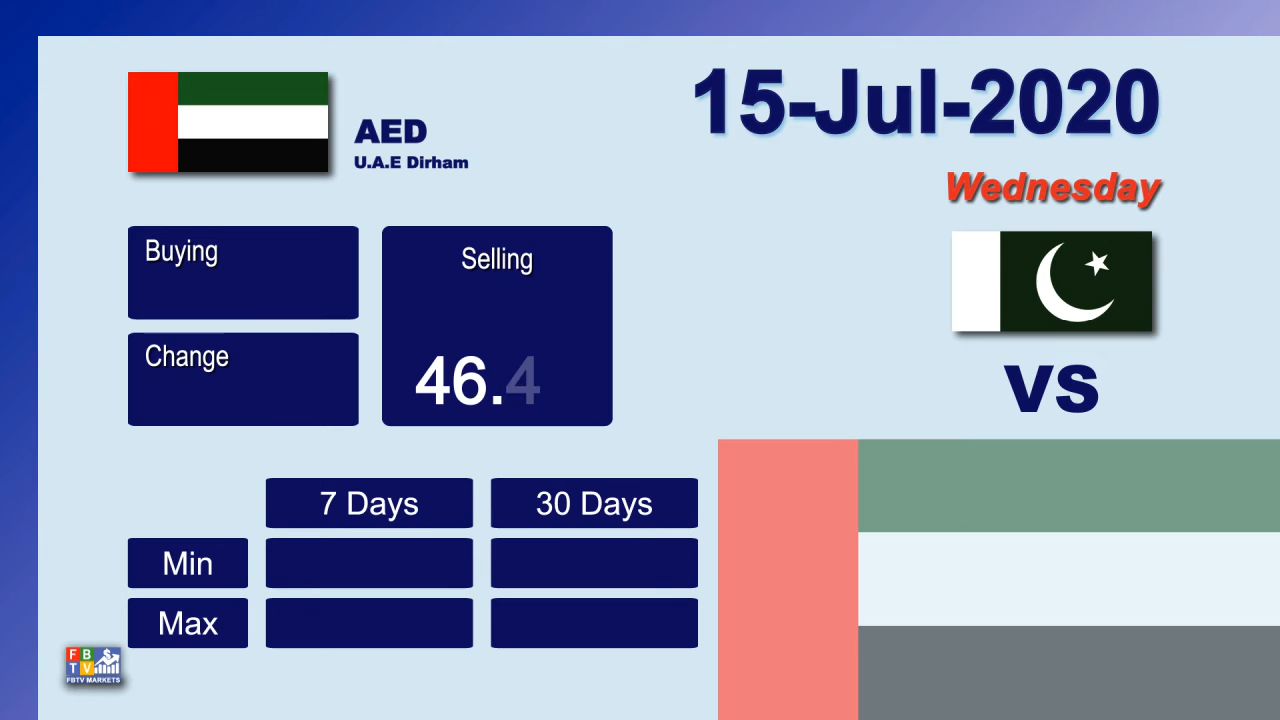 15-Jul-2020
AED
U.A.E Dirham
Wednesday
Buying
Selling
Change
46.4
VS
7 Days
30 Days
Min
Max
F B
T V
FBTV MARKETS